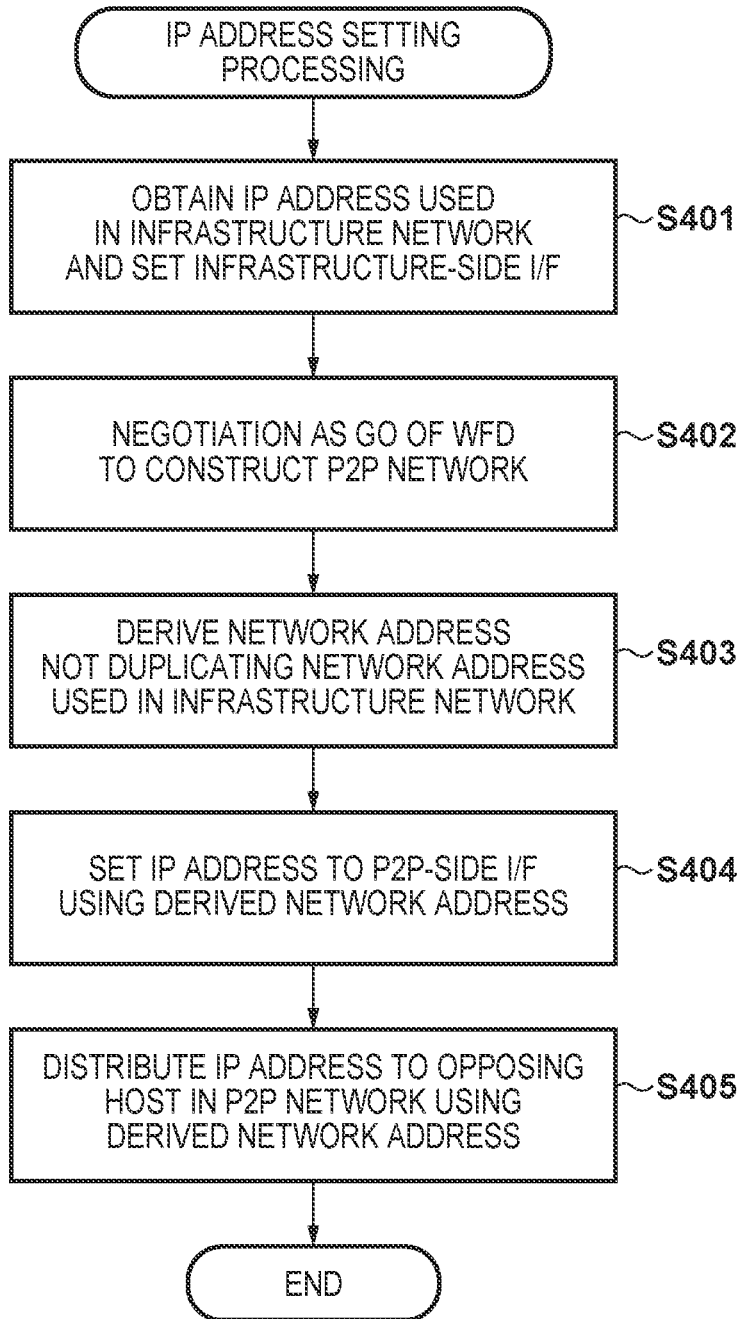 IP ADDRESS SETTING
PROCESSING
OBTAIN IP ADDRESS USED
IN INFRASTRUCTURE NETWORK
AND SET INFRASTRUCTURE-SIDE I/F
S401
NEGOTIATION AS GO OF WFD
TO CONSTRUCT P2P NETWORK
S402
DERIVE NETWORK ADDRESS
NOT DUPLICATING NETWORK ADDRESS
USED IN INFRASTRUCTURE NETWORK
S403
SET IP ADDRESS TO P2P-SIDE I/F
USING DERIVED NETWORK ADDRESS
S404
DISTRIBUTE IP ADDRESS TO OPPOSING
HOST IN P2P NETWORK USING
DERIVED NETWORK ADDRESS
S405
END